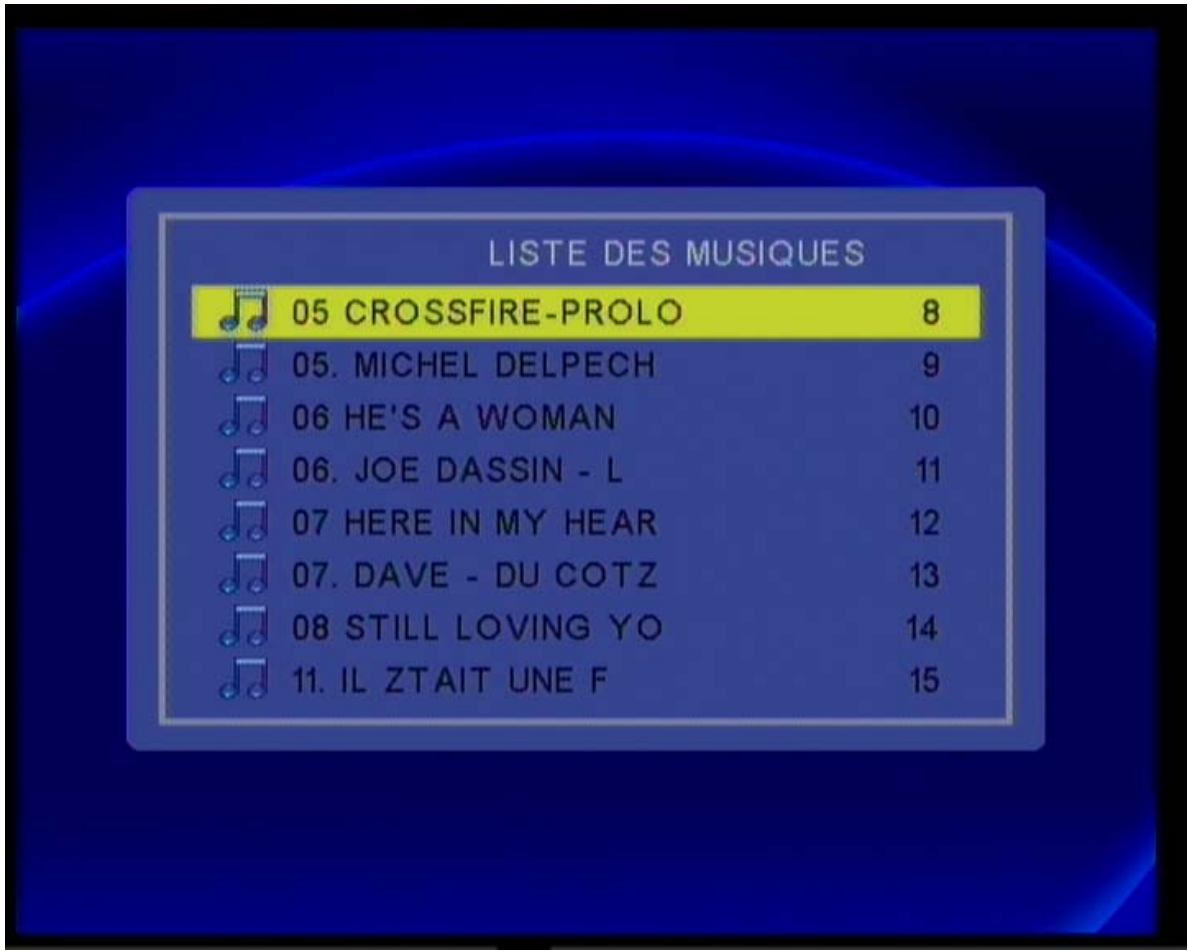 LISTE DES MUSIQUES
05 CROSSFIRE-PROLO 8
05. MICHEL DELPECH 9
06 HE'S A WOMAN 10
06. JOE DASSIN - L 11
07 HERE IN MY HEAR 12
07. DAVE - DU COTZ 13
08 STILL LOVING YO 14
11. IL ZTAIT UNE F 15